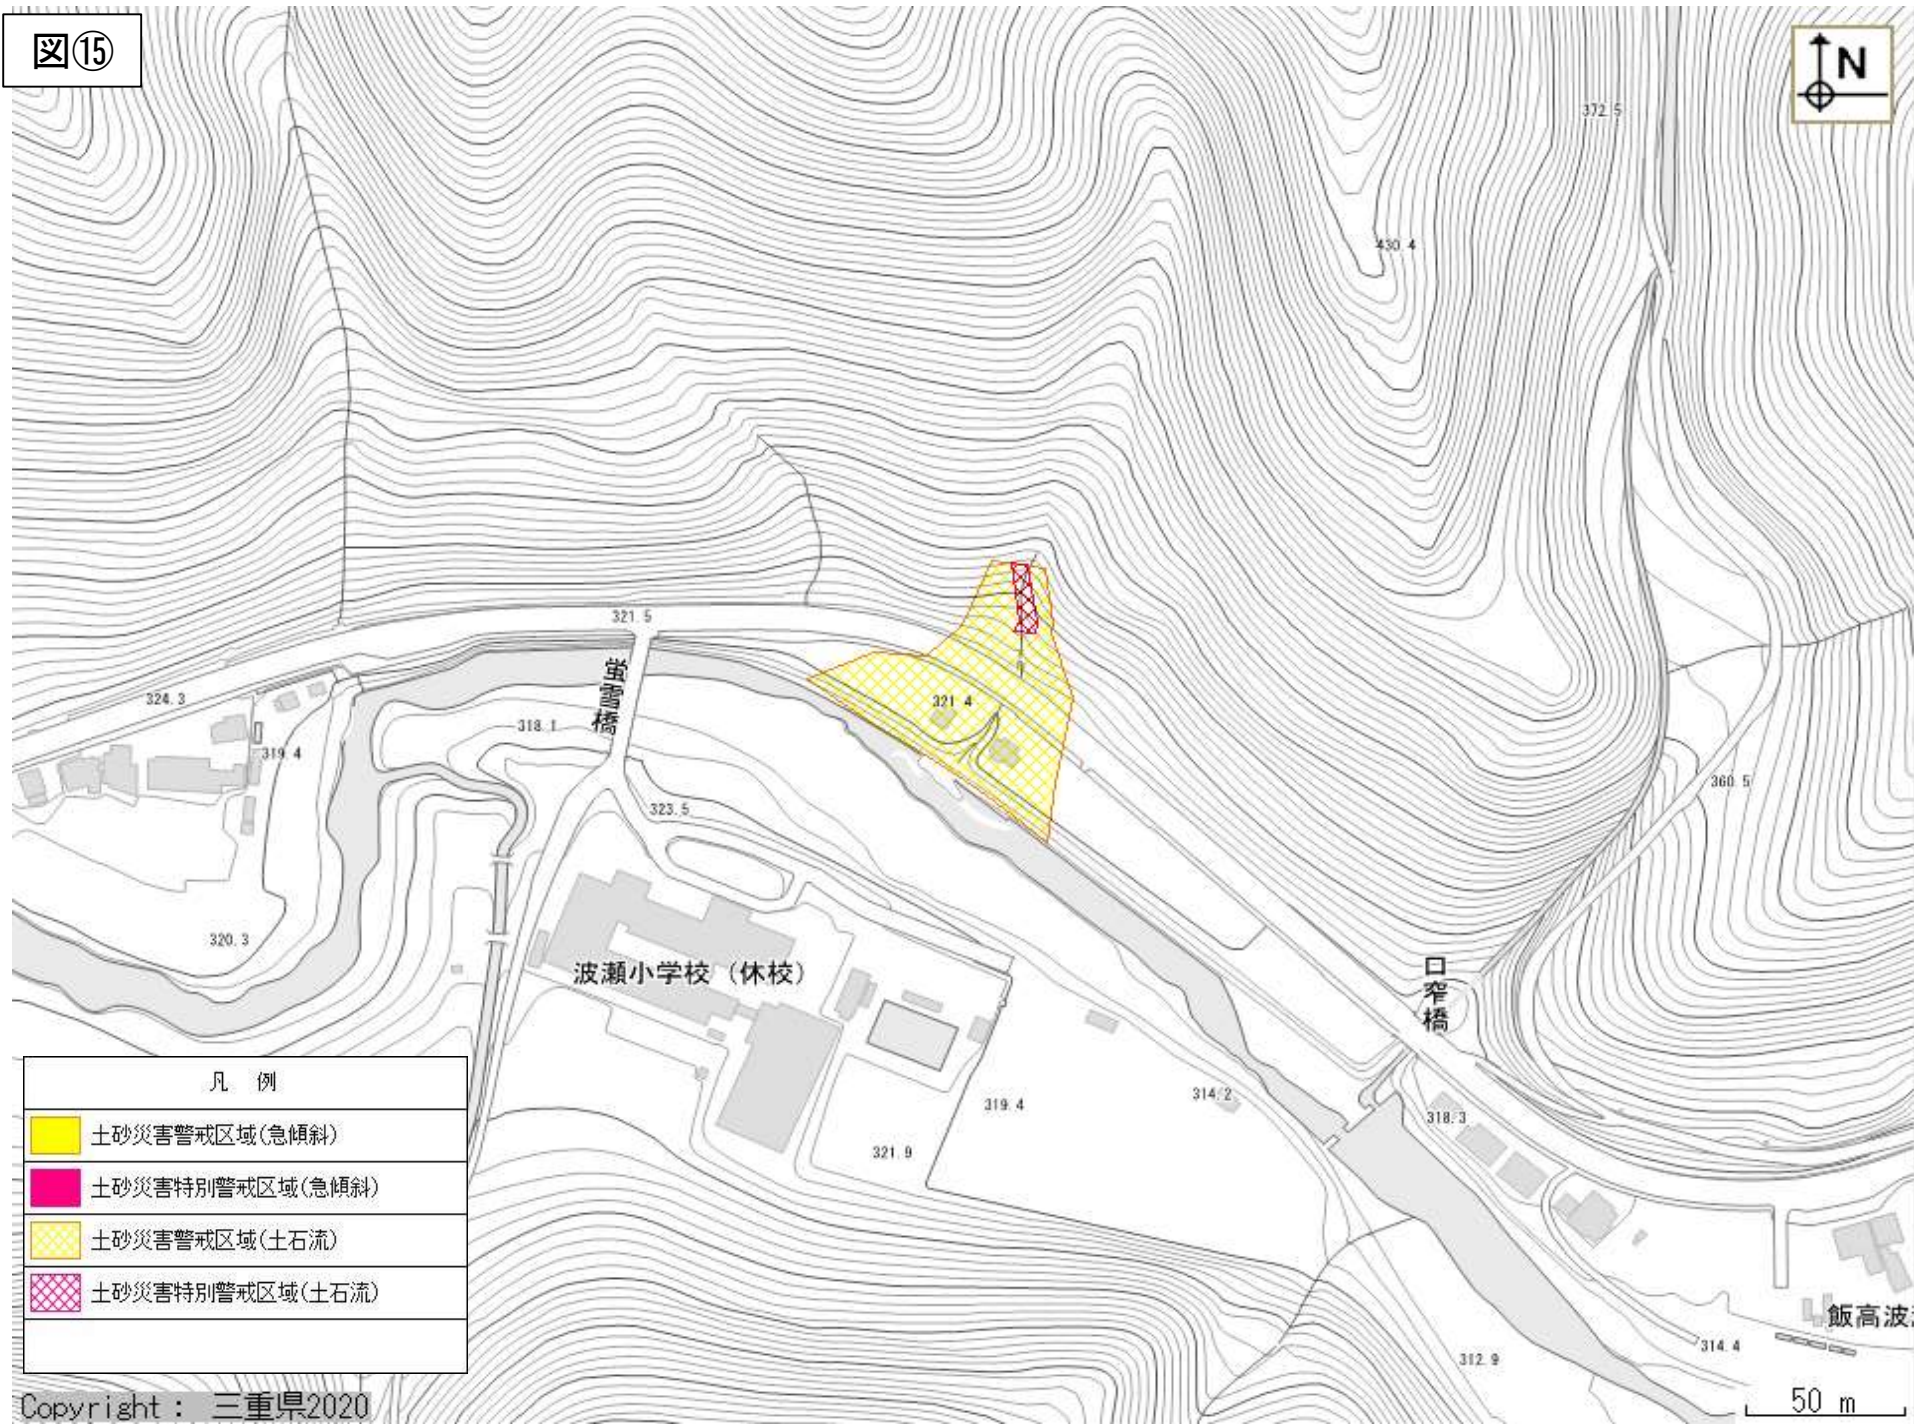 図⑮
N
372.5
430.4
321.5
蛍雪橋
324.3
321.4
318.1
319.4
360.5
323.5
320.3
波瀬小学校（休校）
口窄橋
314.2
319.4
318.3
321.9
凡 例
土砂災害警戒区域(急傾斜)
土砂災害特別警戒区域(急傾斜)
土砂災害警戒区域(土石流)
土砂災害特別警戒区域(土石流)
飯高波
314.4
312.9
50 m
Copyright： 三重県2020